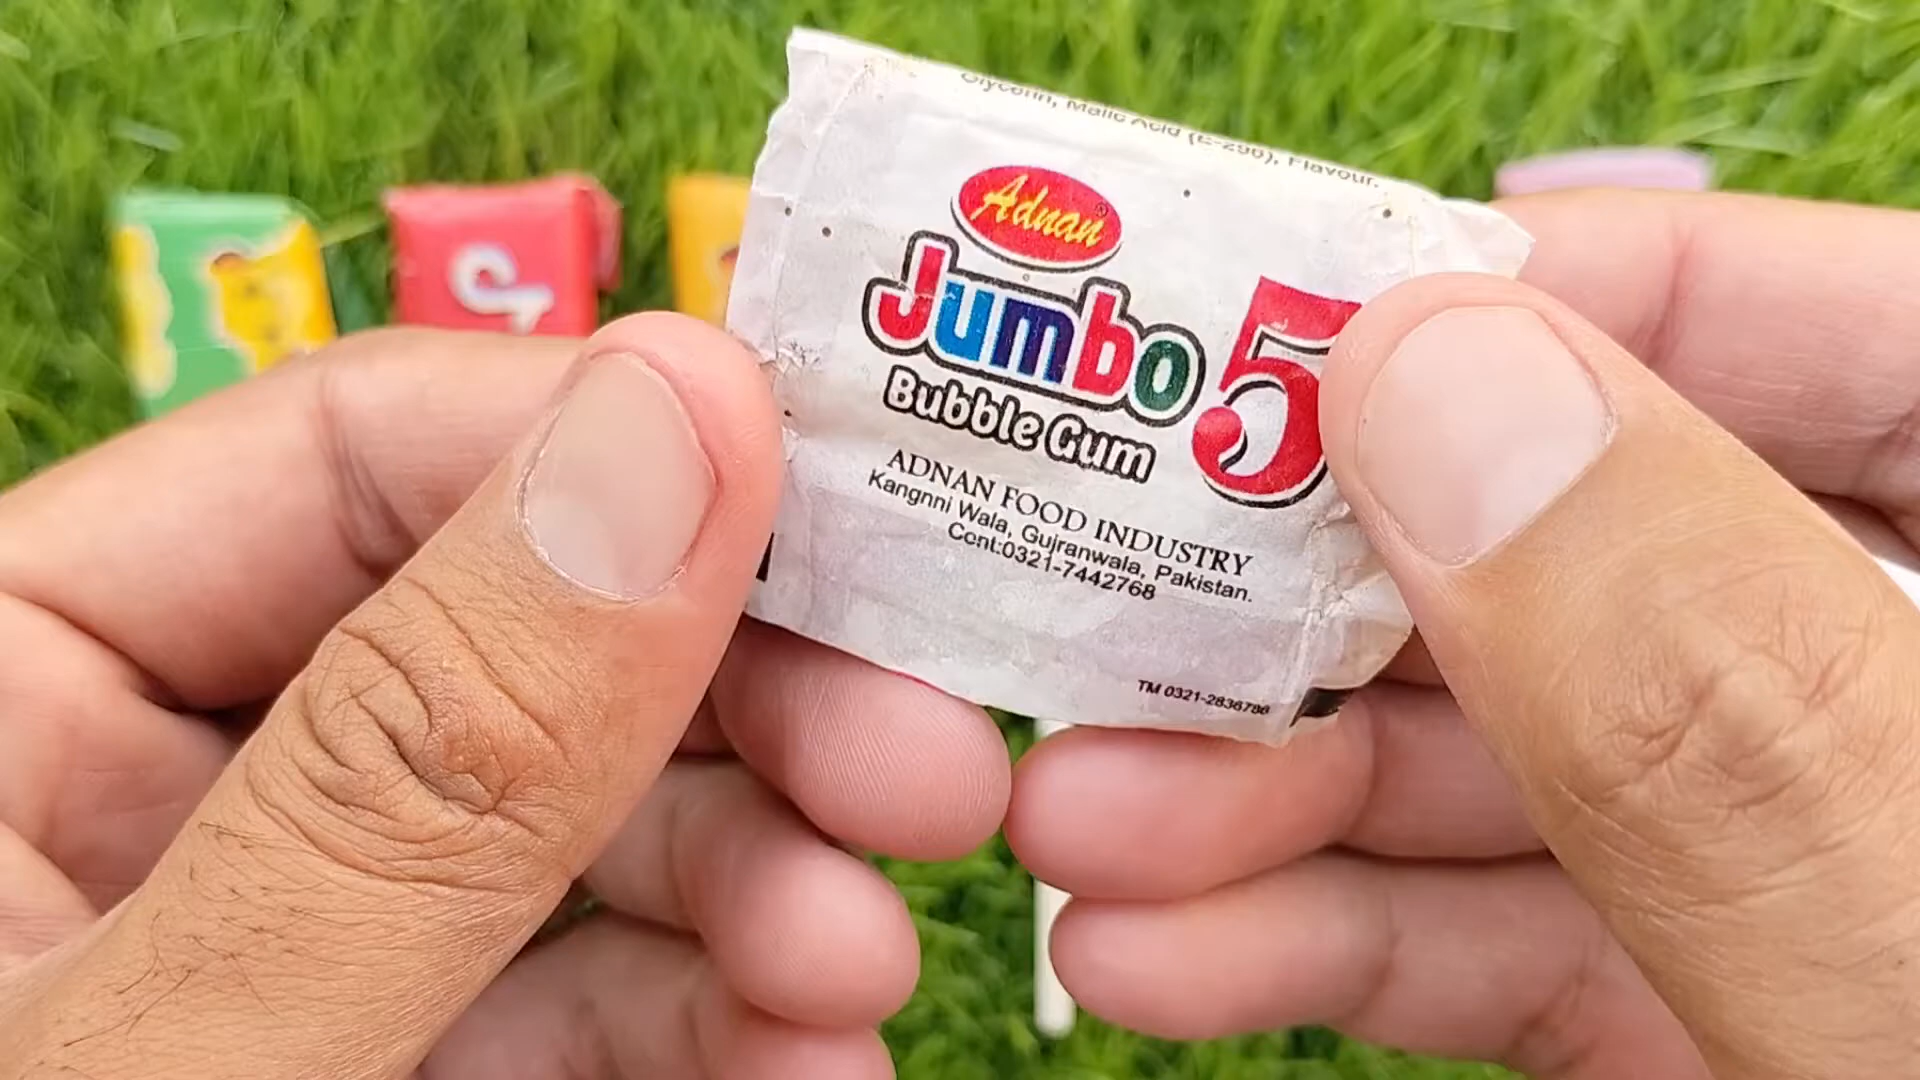 Glycerin, Malic Acid (E-296), Flavour.
Adnan®
Jumbo 5
Bubble Gum
ADNAN FOOD INDUSTRY
Kangnni Wala, Gujranwala, Pakistan.
Cont:0321-7442768
TM 0321-2836786